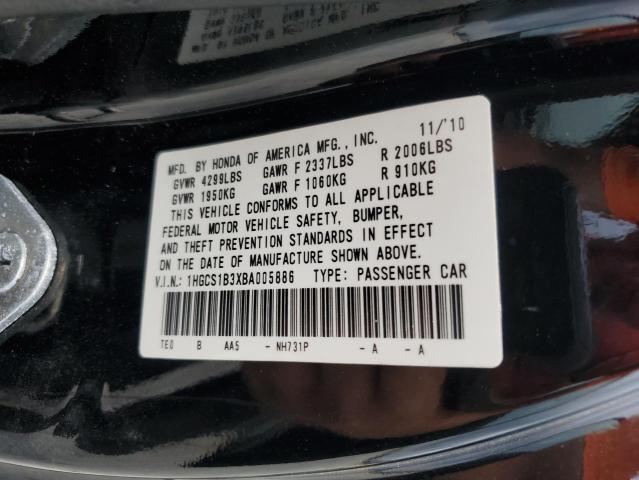 MFD. BY HONDA OF AMERICA MFG., INC. 11/'10
GVWR 4299LBS GAWR F 2337LBS R 2006LBS
GVWR 1950KG GAWR F 1060KG R 910KG
THIS VEHICLE CONFORMS TO ALL APPLICABLE
FEDERAL MOTOR VEHICLE SAFETY, BUMPER,
AND THEFT PREVENTION STANDARDS IN EFFECT
ON THE DATE OF MANUFACTURE SHOWN ABOVE.
V.I.N.: 1HGCS1B3XBA005886 TYPE: PASSENGER CAR
TE0 B AA5 - NH731P - A - A